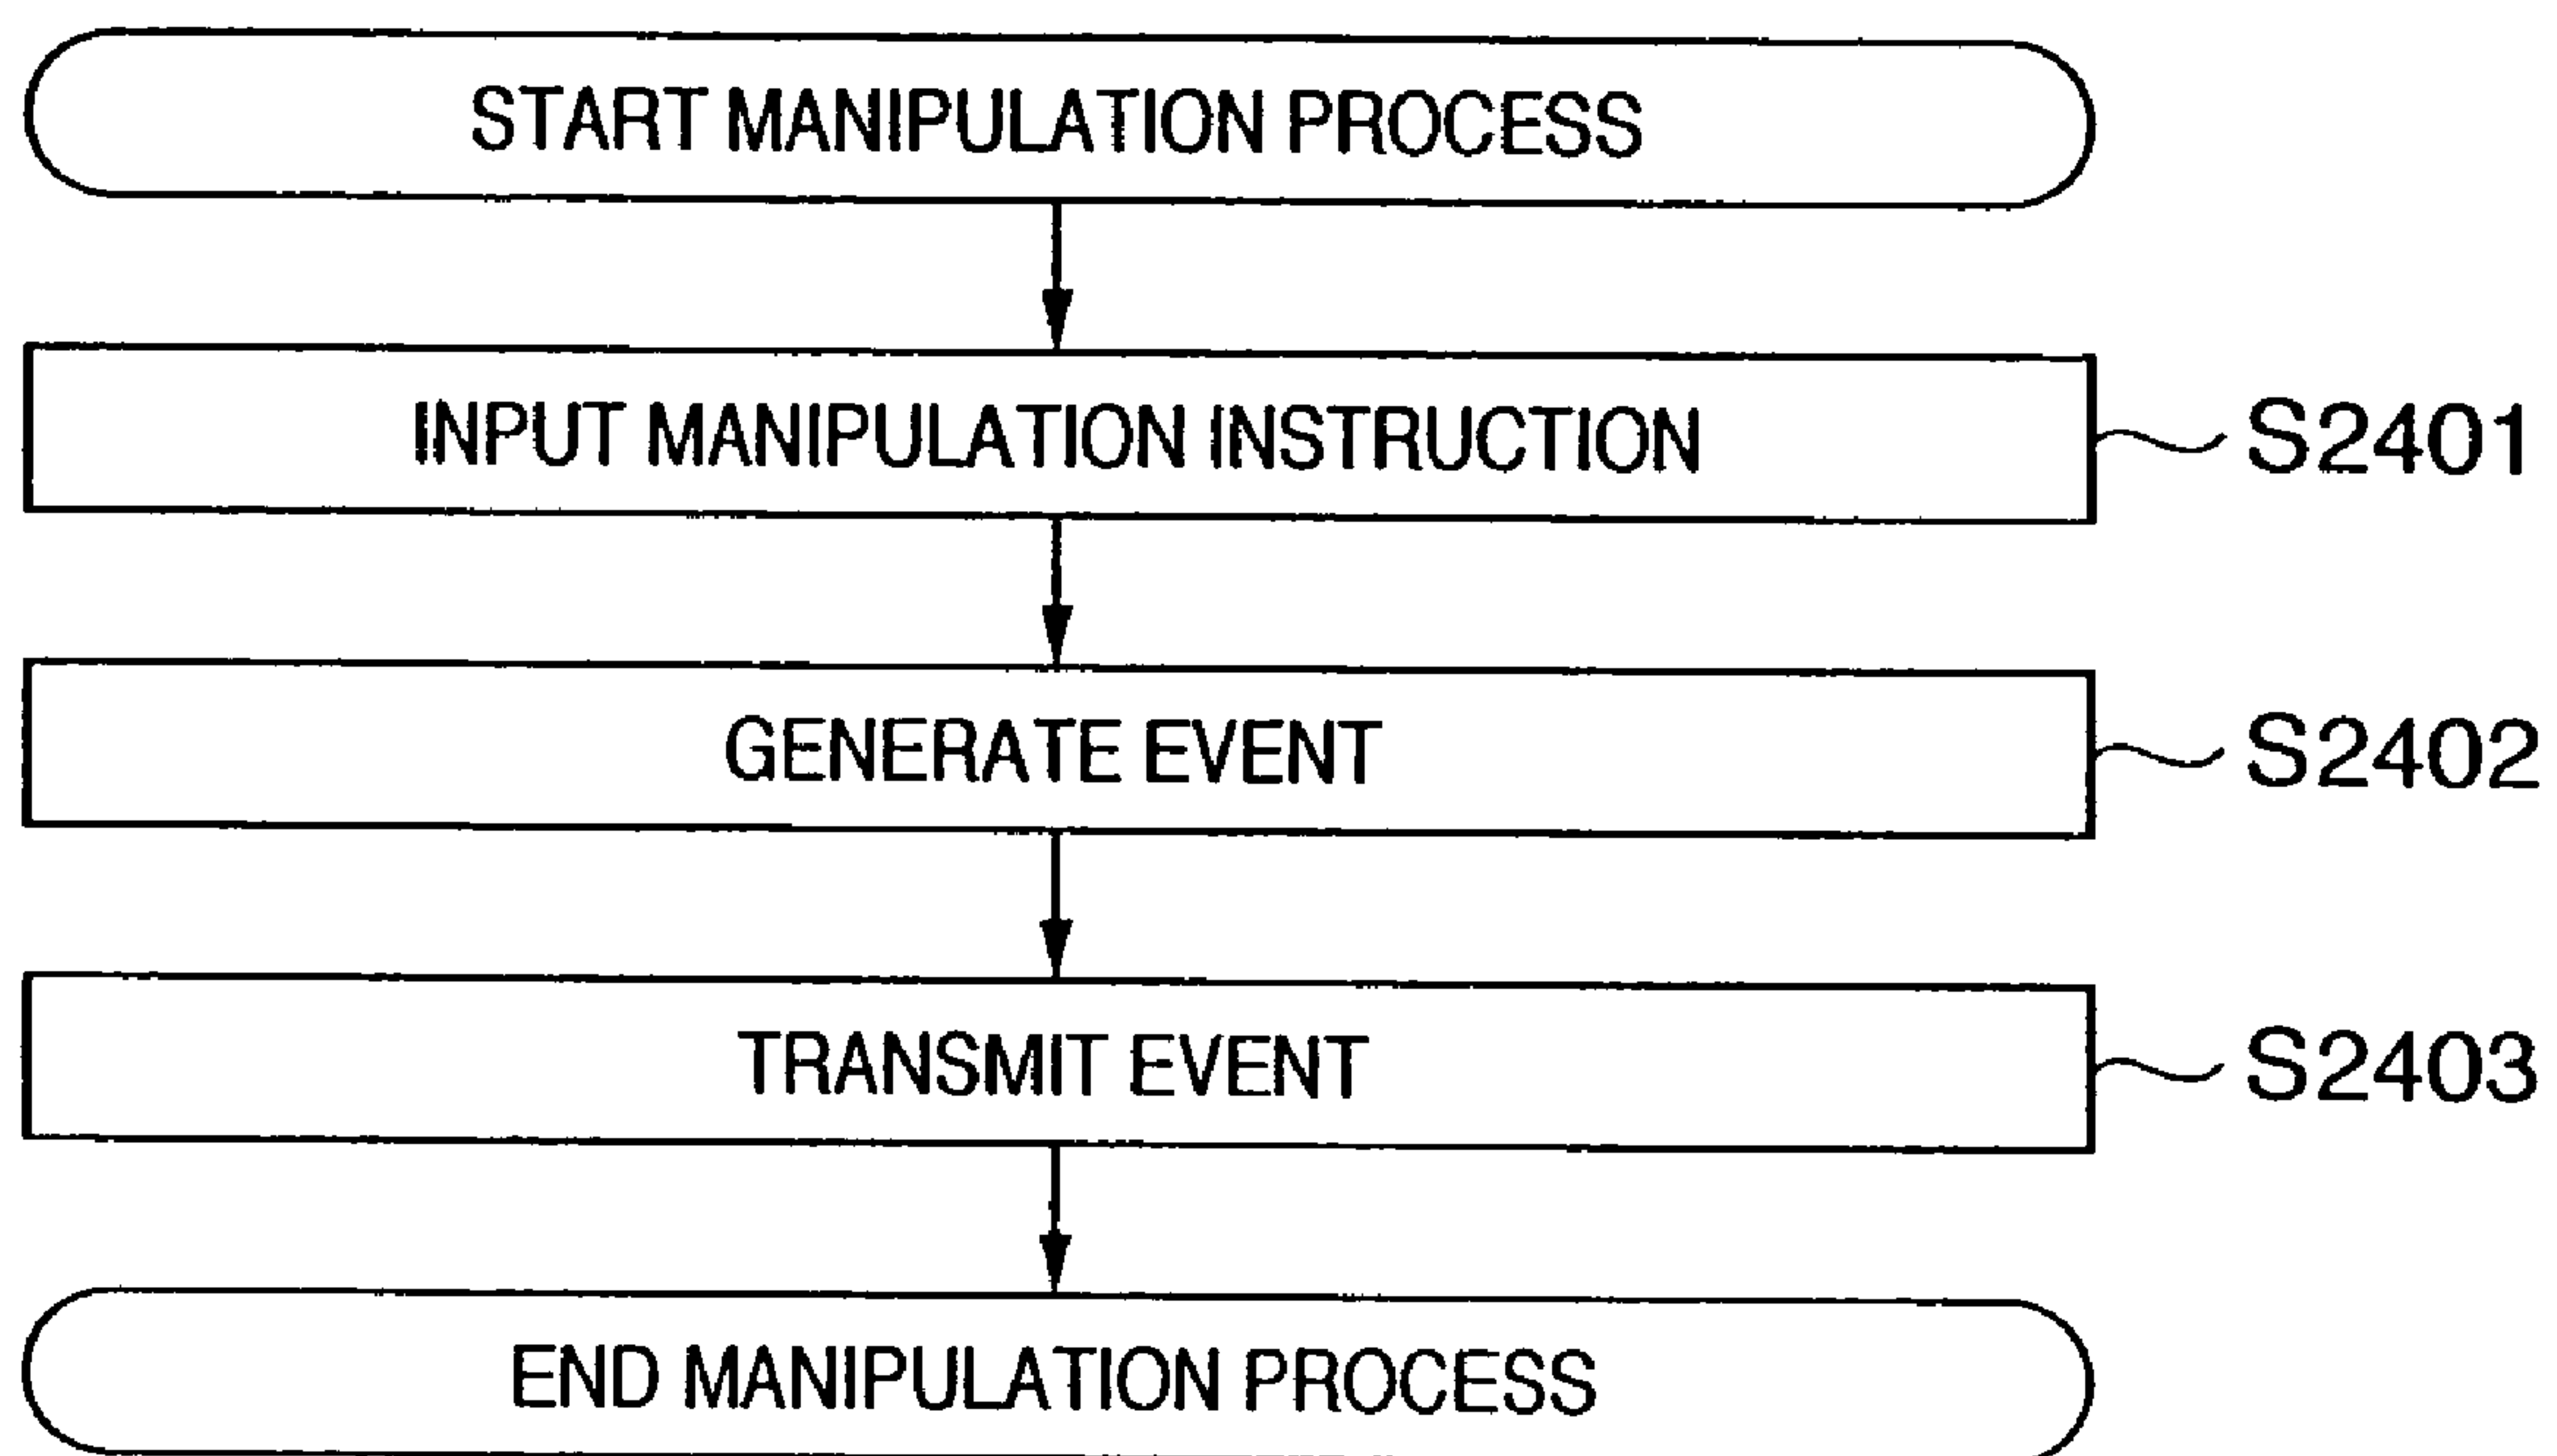 START MANIPULATION PROCESS
INPUT MANIPULATION INSTRUCTION
S2401
GENERATE EVENT
S2402
TRANSMIT EVENT
S2403
END MANIPULATION PROCESS